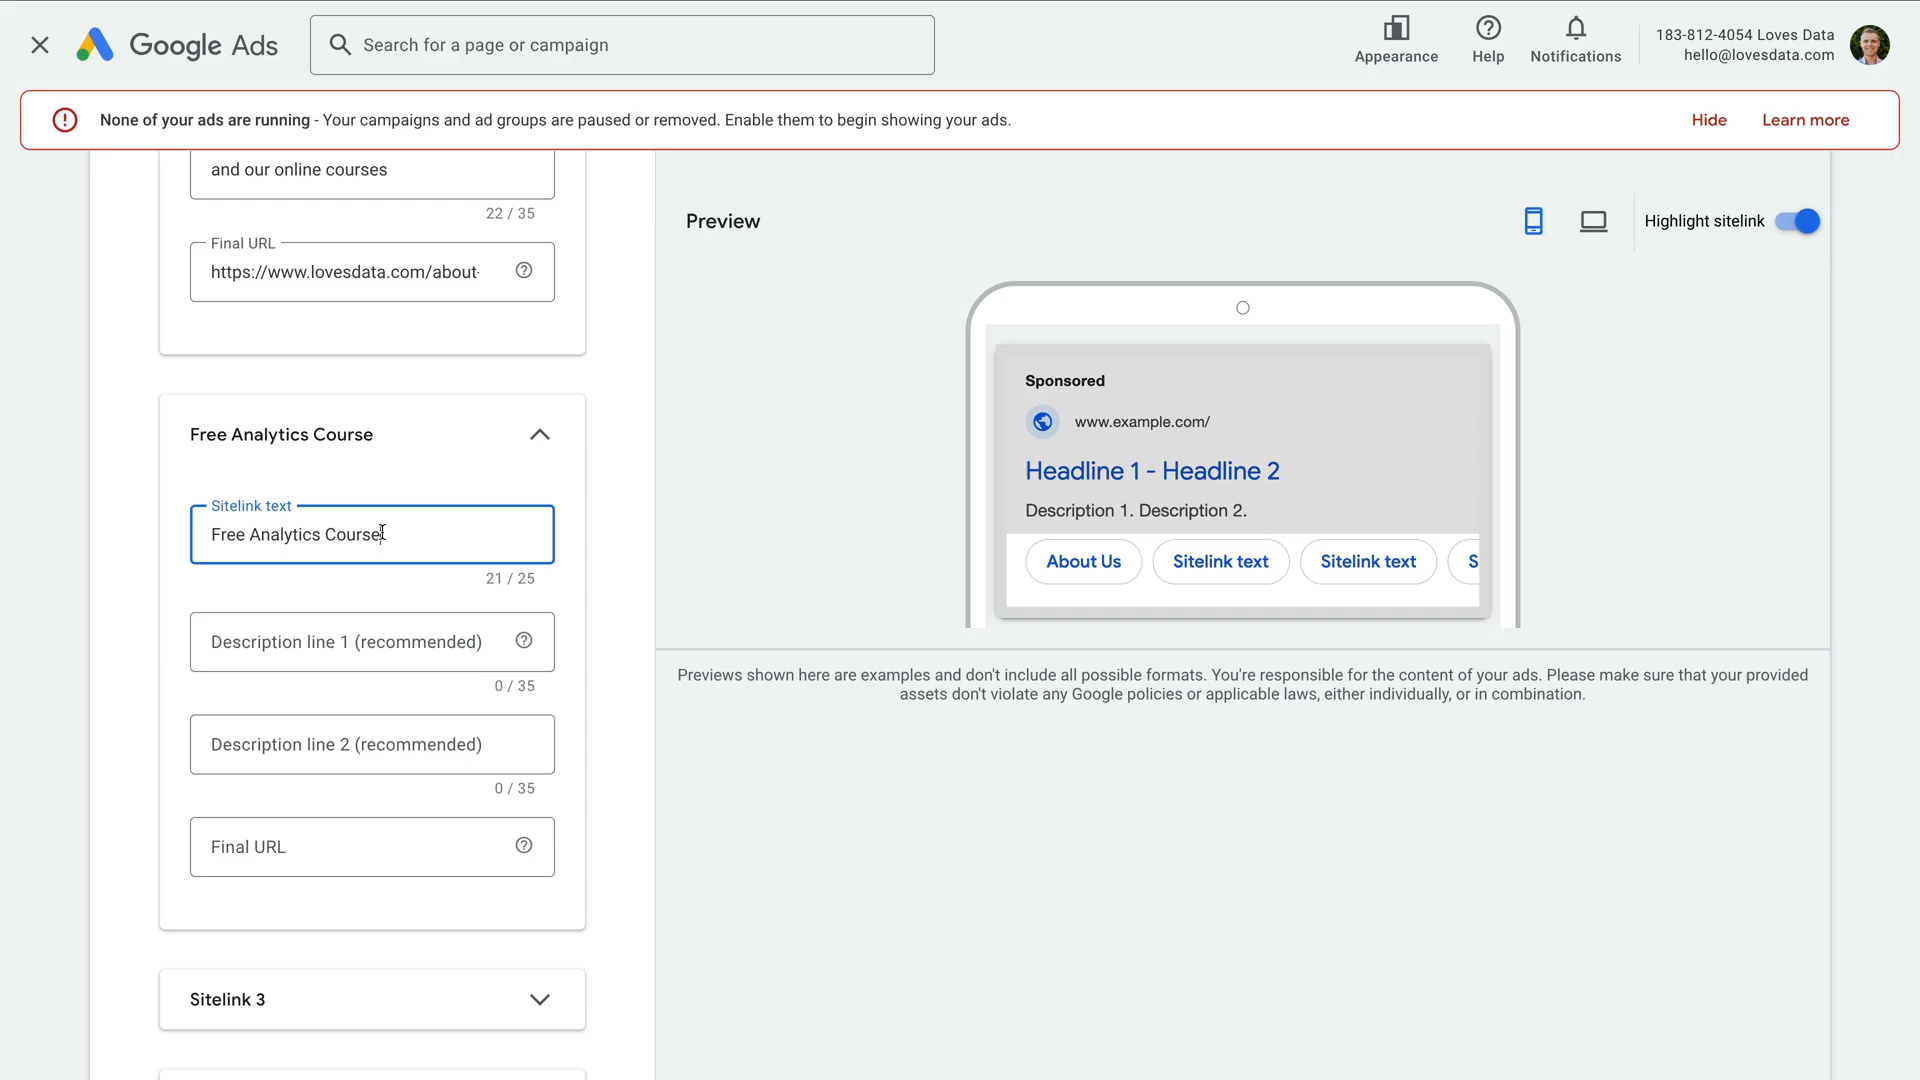 Google Ads
Search for a page or campaign
Appearance
Help
Notifications
183-812-4054 Loves Data
hello@lovesdata.com
None of your ads are running - Your campaigns and ad groups are paused or removed. Enable them to begin showing your ads.
Hide
Learn more
and our online courses
22 / 35
Final URL
https://www.lovesdata.com/about-
Free Analytics Course
Sitelink text
Free Analytics Course
21 / 25
Description line 1 (recommended)
0 / 35
Description line 2 (recommended)
0 / 35
Final URL
Sitelink 3
Preview
Highlight sitelink
Sponsored
www.example.com/
Headline 1 - Headline 2
Description 1. Description 2.
About Us
Sitelink text
Sitelink text
S
Previews shown here are examples and don't include all possible formats. You're responsible for the content of your ads. Please make sure that your provided
assets don't violate any Google policies or applicable laws, either individually, or in combination.